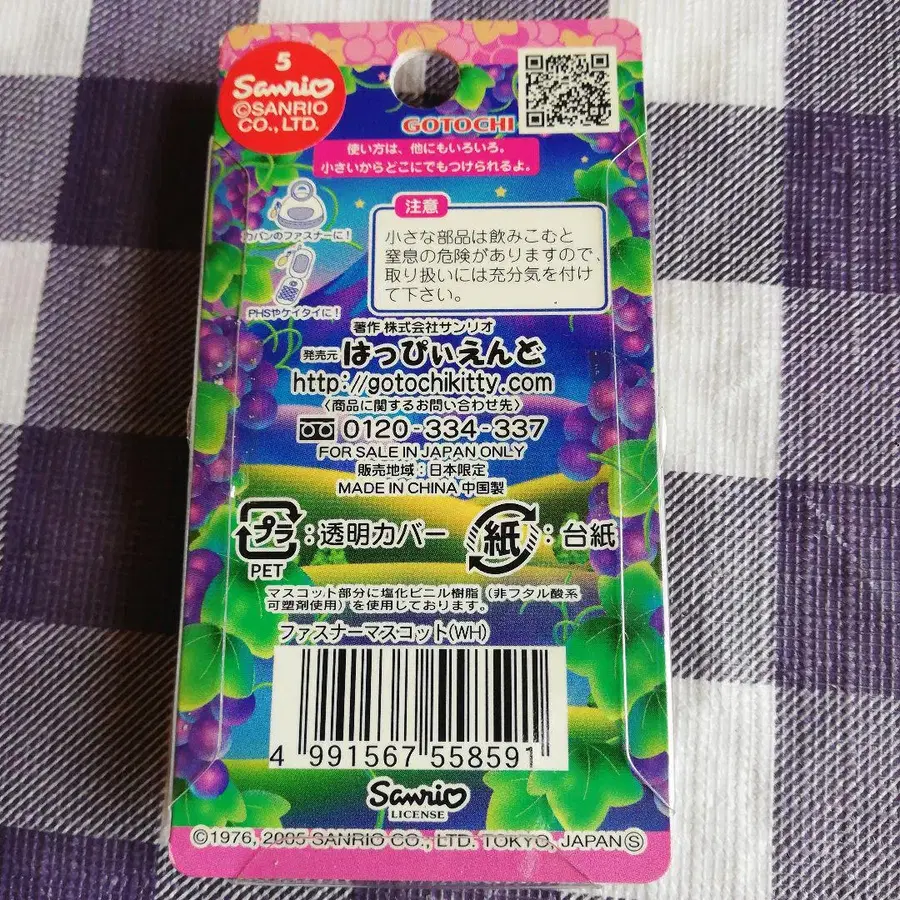 5
Sanrio
©SANRIO
CO., LTD.
GOTOCHI
使い方は、他にもいろいろ。
小さいからどこにでもつけられるよ。
カバンのファスナーに!
PHSやケイタイに!
注意
小さな部品は飲みこむと
窒息の危険がありますので、
取り扱いには充分気を付け
て下さい。
著作 株式会社サンリオ
発売元 はっぴぃえんど
http://gotochikitty.com
〈商品に関するお問い合わせ先〉
0120-334-337
FOR SALE IN JAPAN ONLY
販売地域:日本限定
MADE IN CHINA 中国製
プラ:透明カバー 紙:台紙
PET
マスコット部分に塩化ビニル樹脂(非フタル酸系
可塑剤使用)を使用しております。
ファスナーマスコット(WH)
4 991567 558591
Sanrio
LICENSE
©1976, 2005 SANRIO CO., LTD. TOKYO, JAPAN Ⓢ